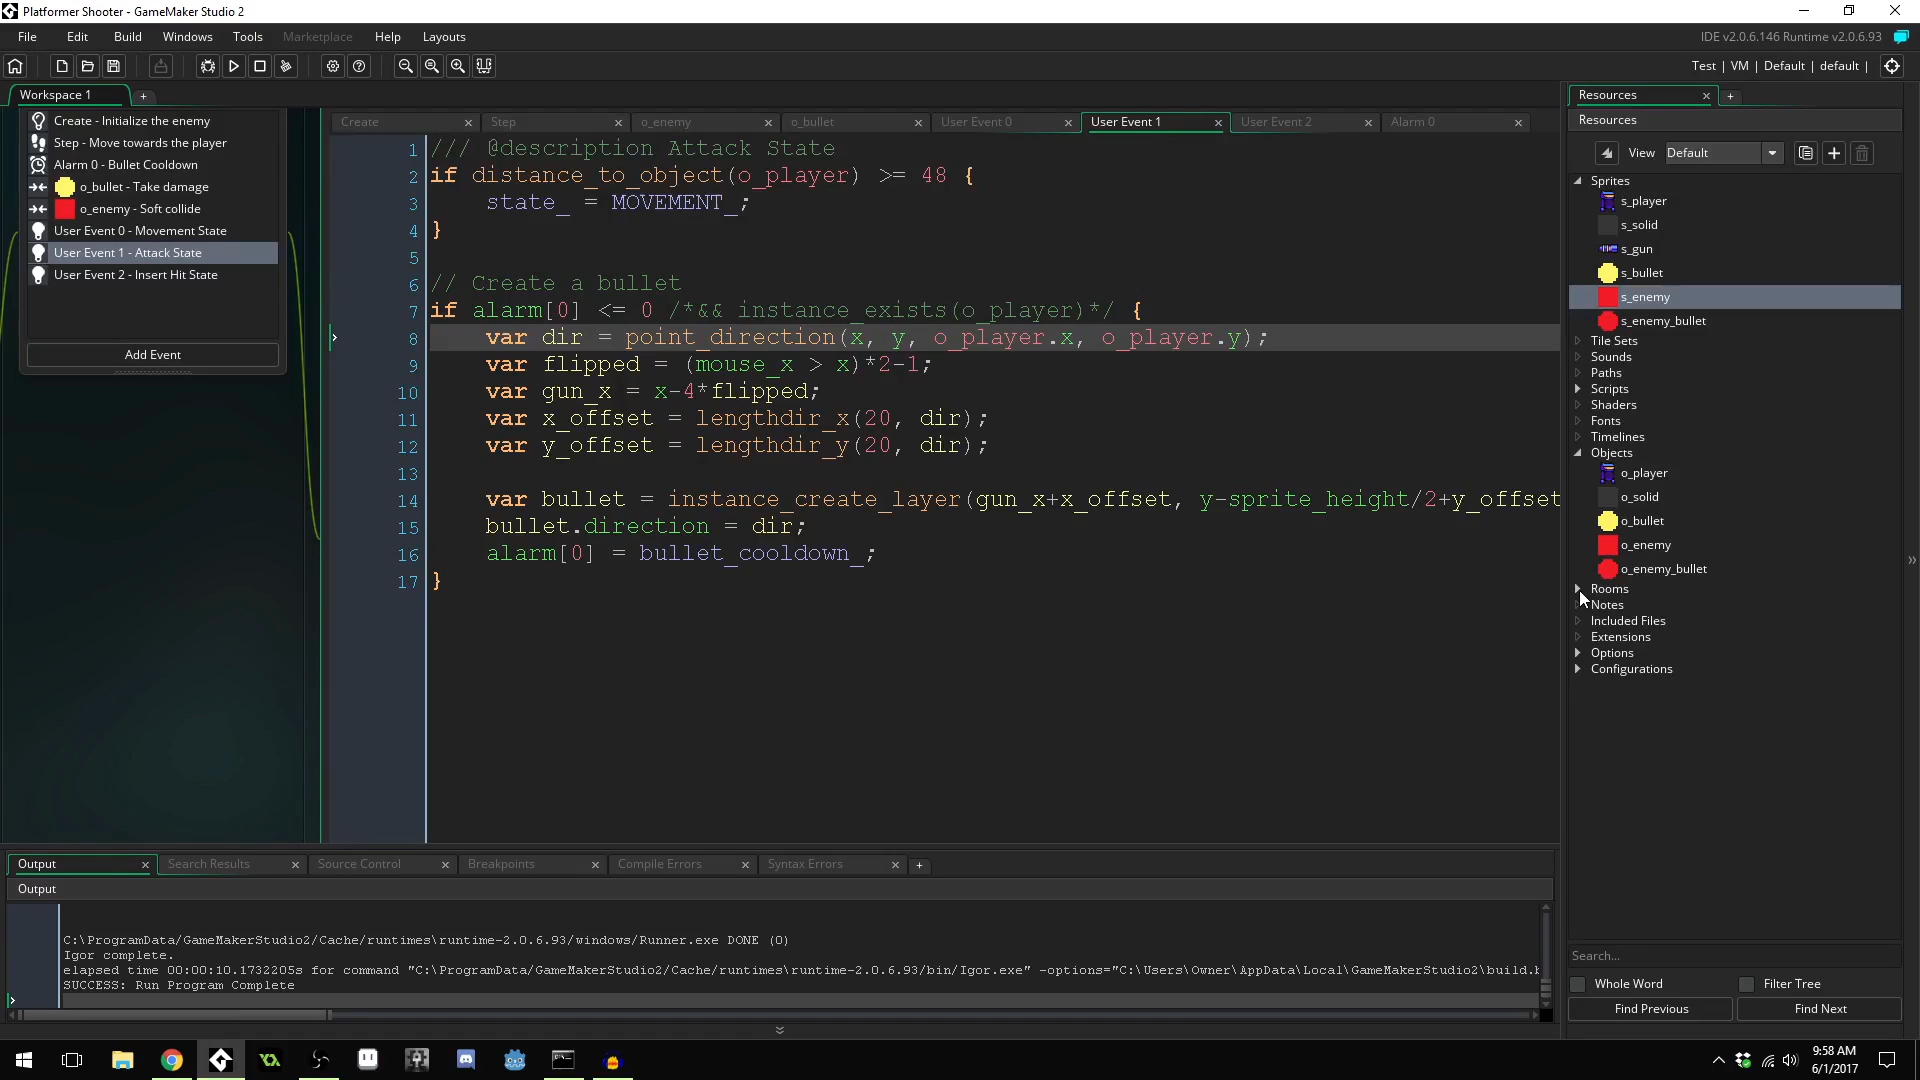 Platformer Shooter - GameMaker Studio 2
File Edit Build Windows Tools Marketplace Help Layouts
IDE v2.0.6.146 Runtime v2.0.6.93
Test | VM | Default | default |
Workspace 1
Create - Initialize the enemy
Step - Move towards the player
Alarm 0 - Bullet Cooldown
o_bullet - Take damage
o_enemy - Soft collide
User Event 0 - Movement State
User Event 1 - Attack State
User Event 2 - Insert Hit State
Add Event
Create Step o_enemy o_bullet User Event 0 User Event 1 User Event 2 Alarm 0
1 /// @description Attack State
2 if distance_to_object(o_player) >= 48 {
3 state_ = MOVEMENT_;
4 }
5
6 // Create a bullet
7 if alarm[0] <= 0 /*&& instance_exists(o_player)*/ {
8 var dir = point_direction(x, y, o_player.x, o_player.y);
9 var flipped = (mouse_x > x)*2-1;
10 var gun_x = x-4*flipped;
11 var x_offset = lengthdir_x(20, dir);
12 var y_offset = lengthdir_y(20, dir);
13
14 var bullet = instance_create_layer(gun_x+x_offset, y-sprite_height/2+y_offset
15 bullet.direction = dir;
16 alarm[0] = bullet_cooldown_;
17 }
Resources
Resources
View Default
Sprites
s_player
s_solid
s_gun
s_bullet
s_enemy
s_enemy_bullet
Tile Sets
Sounds
Paths
Scripts
Shaders
Fonts
Timelines
Objects
o_player
o_solid
o_bullet
o_enemy
o_enemy_bullet
Rooms
Notes
Included Files
Extensions
Options
Configurations
Search...
Whole Word Filter Tree
Find Previous Find Next
Output Search Results Source Control Breakpoints Compile Errors Syntax Errors
Output
C:\ProgramData/GameMakerStudio2/Cache/runtimes\runtime-2.0.6.93/windows/Runner.exe DONE (0)
Igor complete.
elapsed time 00:00:10.1732205s for command "C:\ProgramData/GameMakerStudio2/Cache/runtimes\runtime-2.0.6.93/bin/Igor.exe" -options="C:\Users\Owner\AppData\Local\GameMakerStudio2\build.b
SUCCESS: Run Program Complete
9:58 AM
6/1/2017